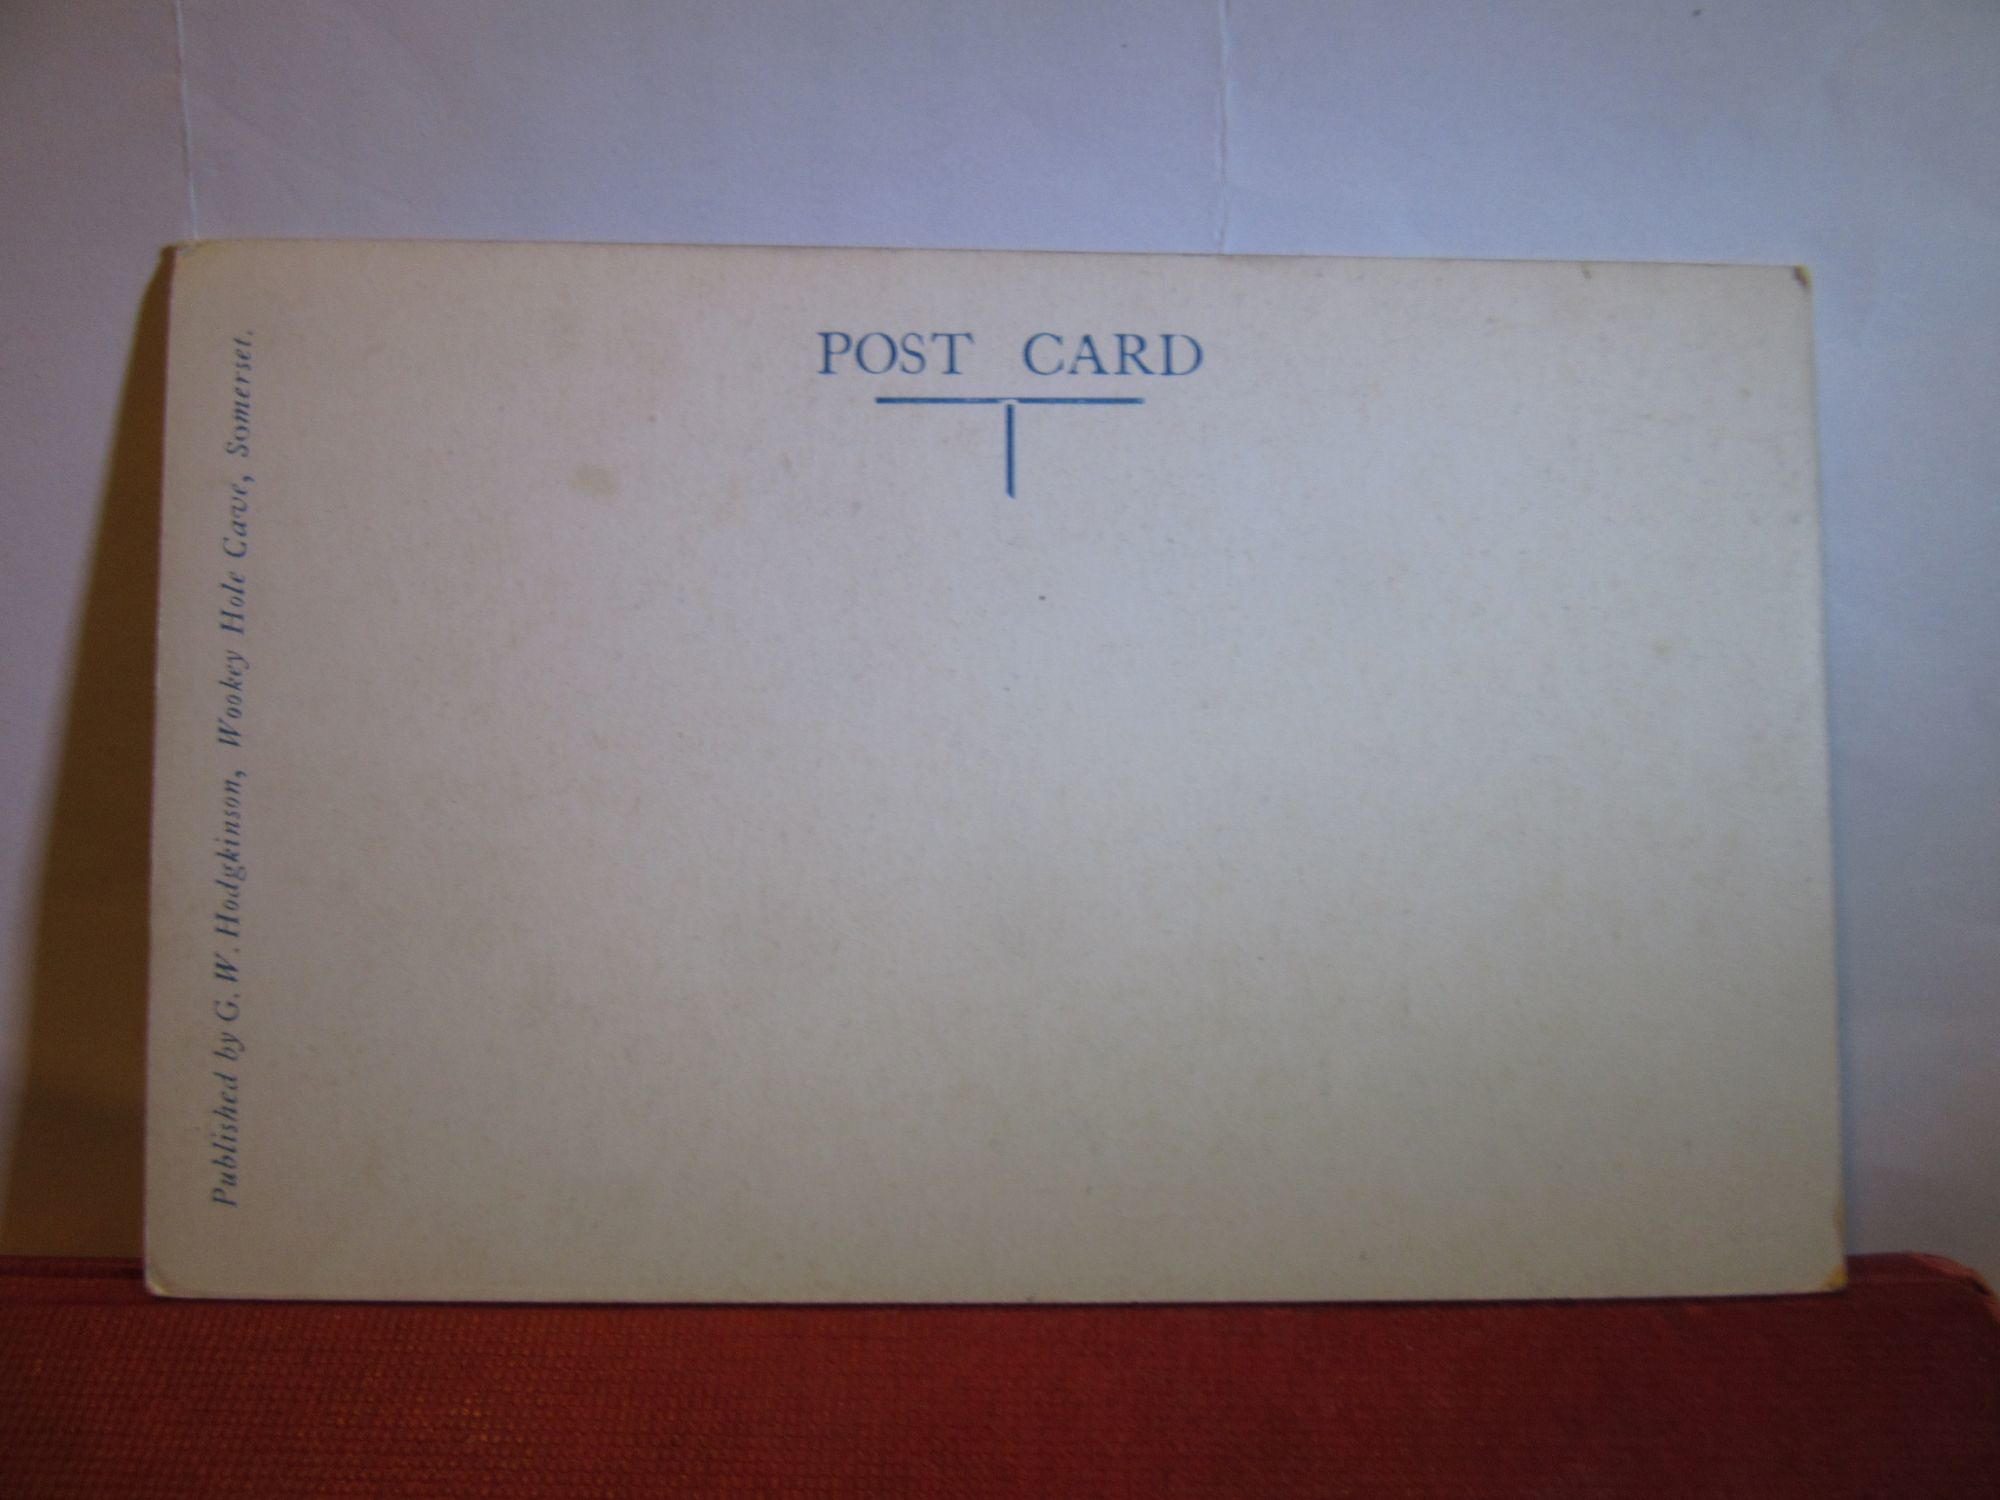 POST CARD
Published by G. W. Hodgkinson, Wookey Hole Cave, Somerset.